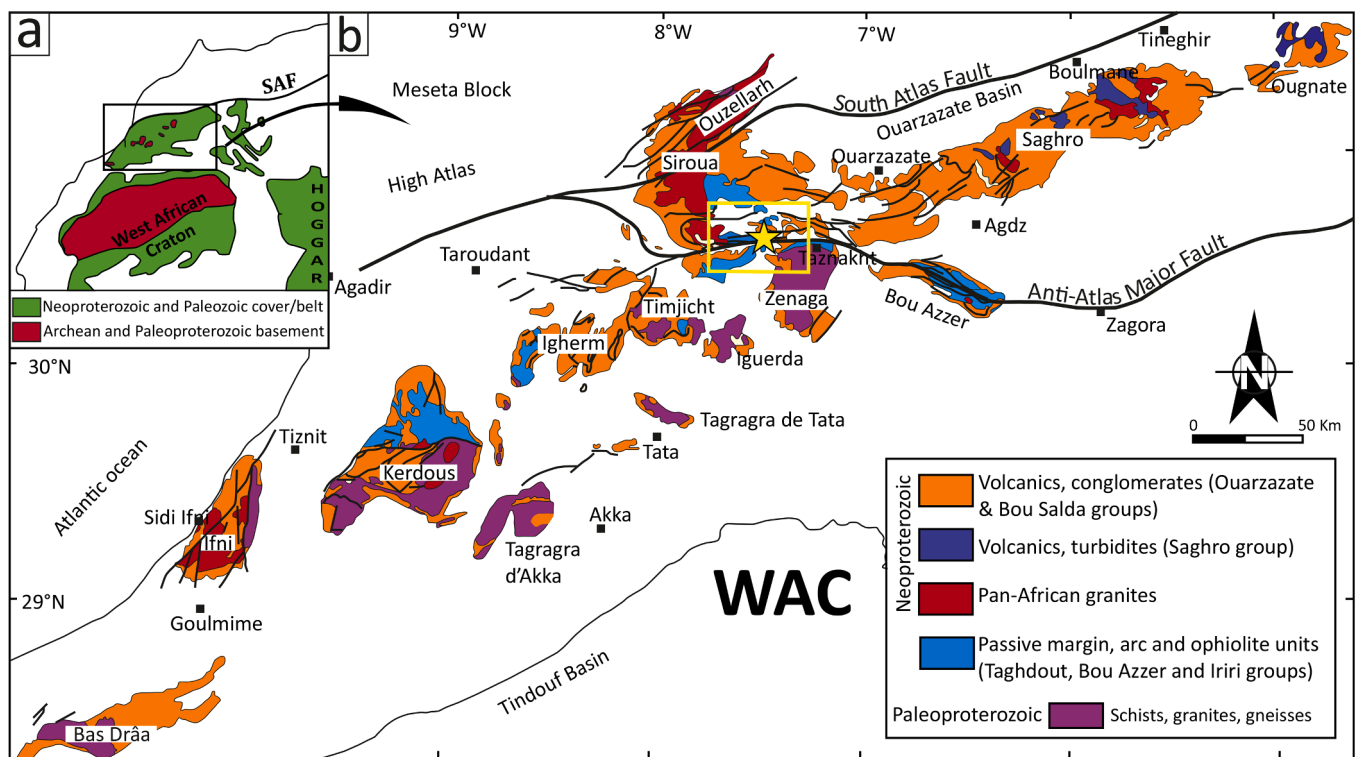 a
SAF
West African
Craton
HOGGAR
Neoproterozoic and Paleozoic cover/belt
Archean and Paleoproterozoic basement
b
9°W
8°W
7°W
Meseta Block
High Atlas
South Atlas Fault
Ouarzazate Basin
Tineghir
Boulmane
Ougnate
Ouzellarh
Siroua
Ouarzazate
Saghro
Agdz
Taroudant
Agadir
Taznakht
Zenaga
Bou Azzer
Anti-Atlas Major Fault
Zagora
Timjicht
Igherm
Iguerda
30°N
N
0
50 Km
Tagragra de Tata
Tata
Atlantic ocean
Tiznit
Kerdous
Sidi Ifni
Ifni
Akka
Tagragra
d’Akka
WAC
29°N
Goulmime
Tindouf Basin
Bas Drâa
Neoproterozoic
Volcanics, conglomerates (Ouarzazate
& Bou Salda groups)
Volcanics, turbidites (Saghro group)
Pan-African granites
Passive margin, arc and ophiolite units
(Taghdout, Bou Azzer and Iriri groups)
Paleoproterozoic
Schists, granites, gneisses